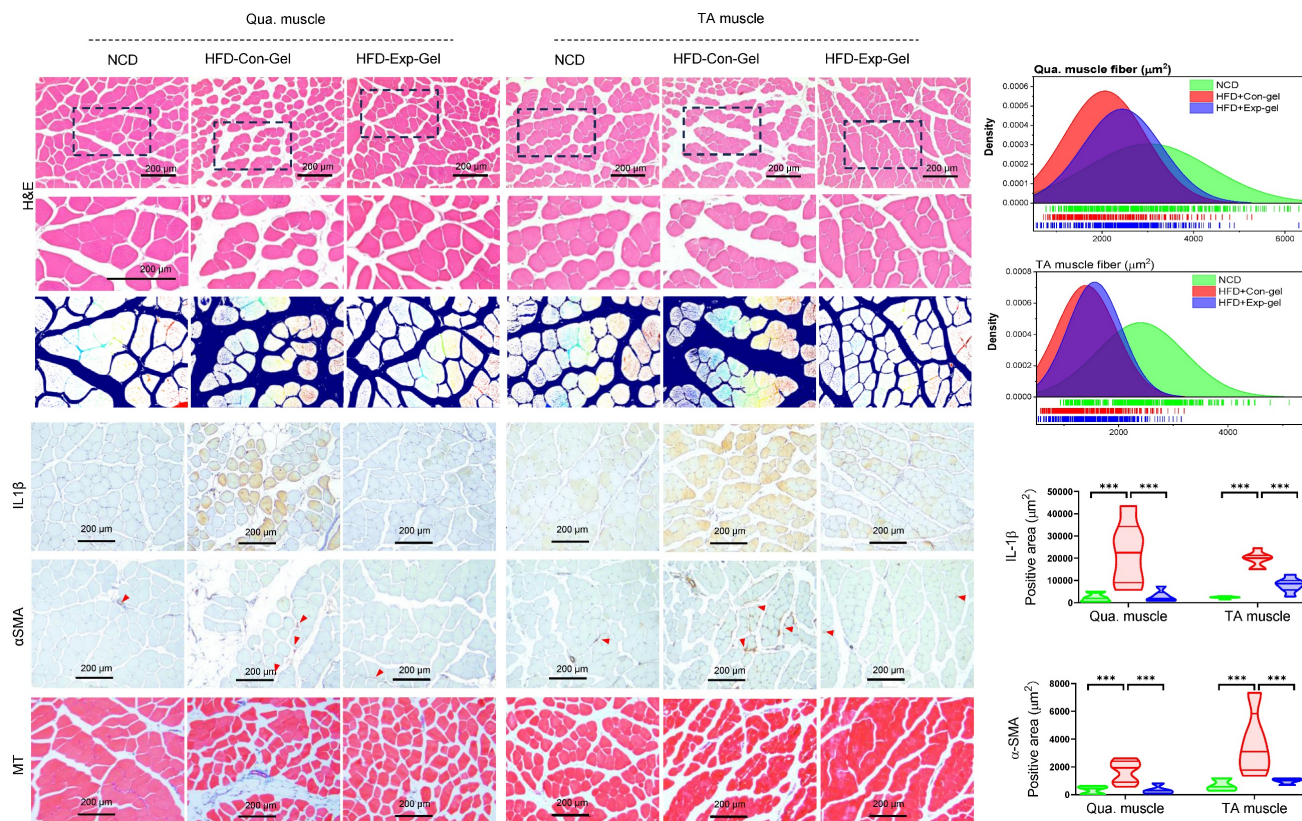 Qua. muscle
TA muscle
NCD
HFD-Con-Gel
HFD-Exp-Gel
NCD
HFD-Con-Gel
HFD-Exp-Gel
H&E
200 μm
200 μm
200 μm
200 μm
200 μm
200 μm
200 μm
IL1β
200 μm
200 μm
200 μm
200 μm
200 μm
200 μm
αSMA
200 μm
200 μm
200 μm
200 μm
200 μm
200 μm
MT
200 μm
200 μm
200 μm
200 μm
200 μm
200 μm
Qua. muscle fiber (μm²)
NCD
HFD+Con-gel
HFD+Exp-gel
Density
0.0006
0.0005
0.0004
0.0003
0.0002
0.0001
0.0000
2000
4000
6000
TA muscle fiber (μm²)
NCD
HFD+Con-gel
HFD+Exp-gel
Density
0.0008
0.0006
0.0004
0.0002
0.0000
2000
4000
IL-1β
Positive area (μm²)
50000
40000
30000
20000
10000
0
*** *** *** ***
Qua. muscle
TA muscle
α-SMA
Positive area (μm²)
8000
6000
4000
2000
0
*** *** *** ***
Qua. muscle
TA muscle